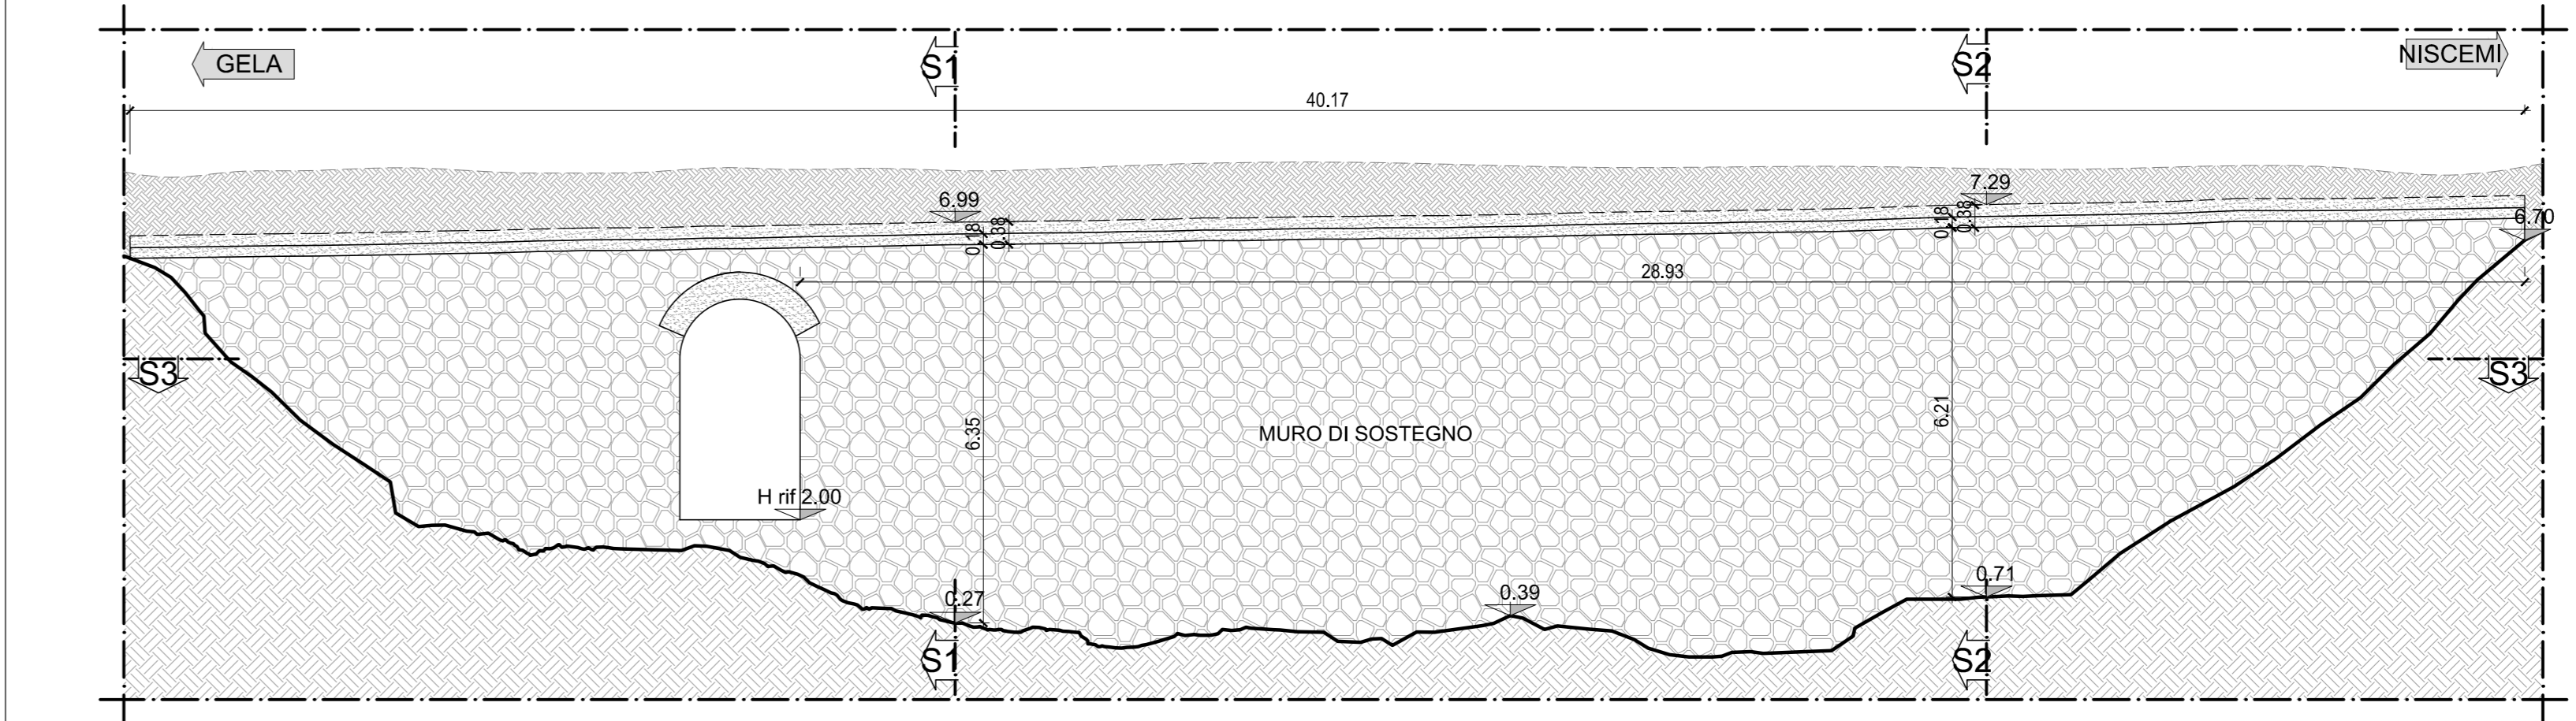 GELA
S1
S2
NISCEMI
40.17
6.99
7.29
0.18
0.38
0.18
0.38
6.70
28.93
S3
S3
6.35
6.21
MURO DI SOSTEGNO
H rif 2.00
0.27
0.39
0.71
S1
S2